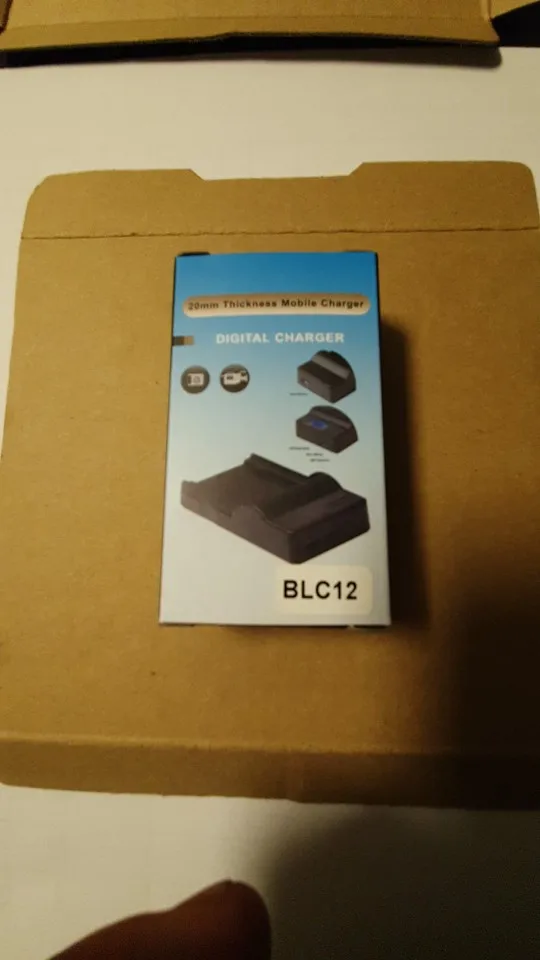 20mm Thickness Mobile Charger
DIGITAL CHARGER
BLC12